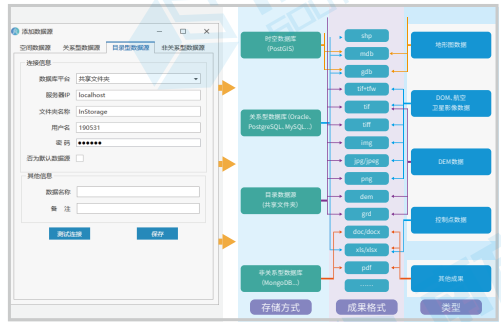 添加数据源
空间数据源 关系型数据源 目录型数据源 非关系型数据源
连接信息
数据库平台 共享文件夹
服务器IP localhost
文件夹名称 InStorage
用户名 190531
密 码 ●●●●●●
否为默认数据源
其他信息
数据名称
备 注
测试连接 保存
时空数据库
(PostGIS)
关系型数据库 (Oracle,
PostgreSQL, MySQL...)
目录数据源
(共享文件夹)
非关系型数据库
(MongoDB...)
存储方式
shp
mdb
gdb
tif+tfw
tif
tiff
img
jpg/jpeg
png
dem
grd
doc/docx
xls/xlsx
pdf
......
成果格式
地形图数据
DOM、航空
卫星影像数据
DEM数据
控制点数据
其他成果
类型